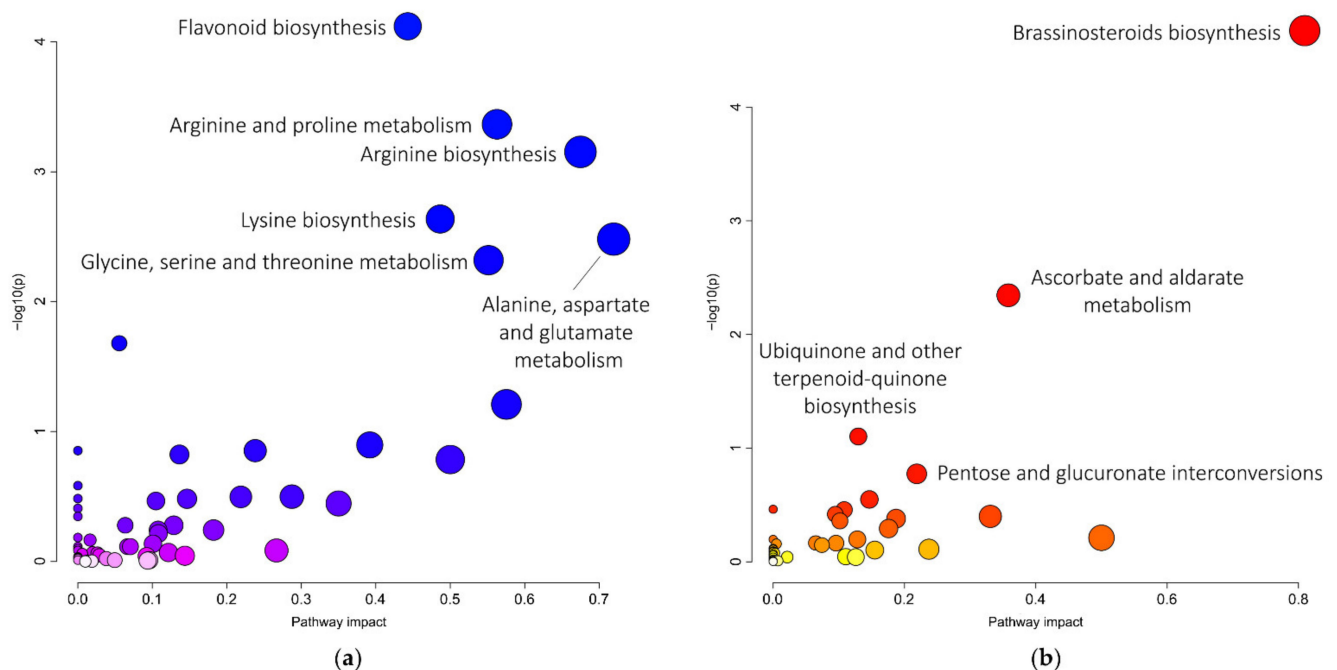 Flavonoid biosynthesis
Arginine and proline metabolism
Arginine biosynthesis
Lysine biosynthesis
Glycine, serine and threonine metabolism
Alanine, aspartate
and glutamate
metabolism
−log10(p)
4
3
2
1
0
0.0 0.1 0.2 0.3 0.4 0.5 0.6 0.7
Pathway impact
(a)
Brassinosteroids biosynthesis
Ascorbate and aldarate
metabolism
Ubiquinone and other
terpenoid-quinone
biosynthesis
Pentose and glucuronate interconversions
−log10(p)
4
3
2
1
0
0.0 0.2 0.4 0.6 0.8
Pathway impact
(b)